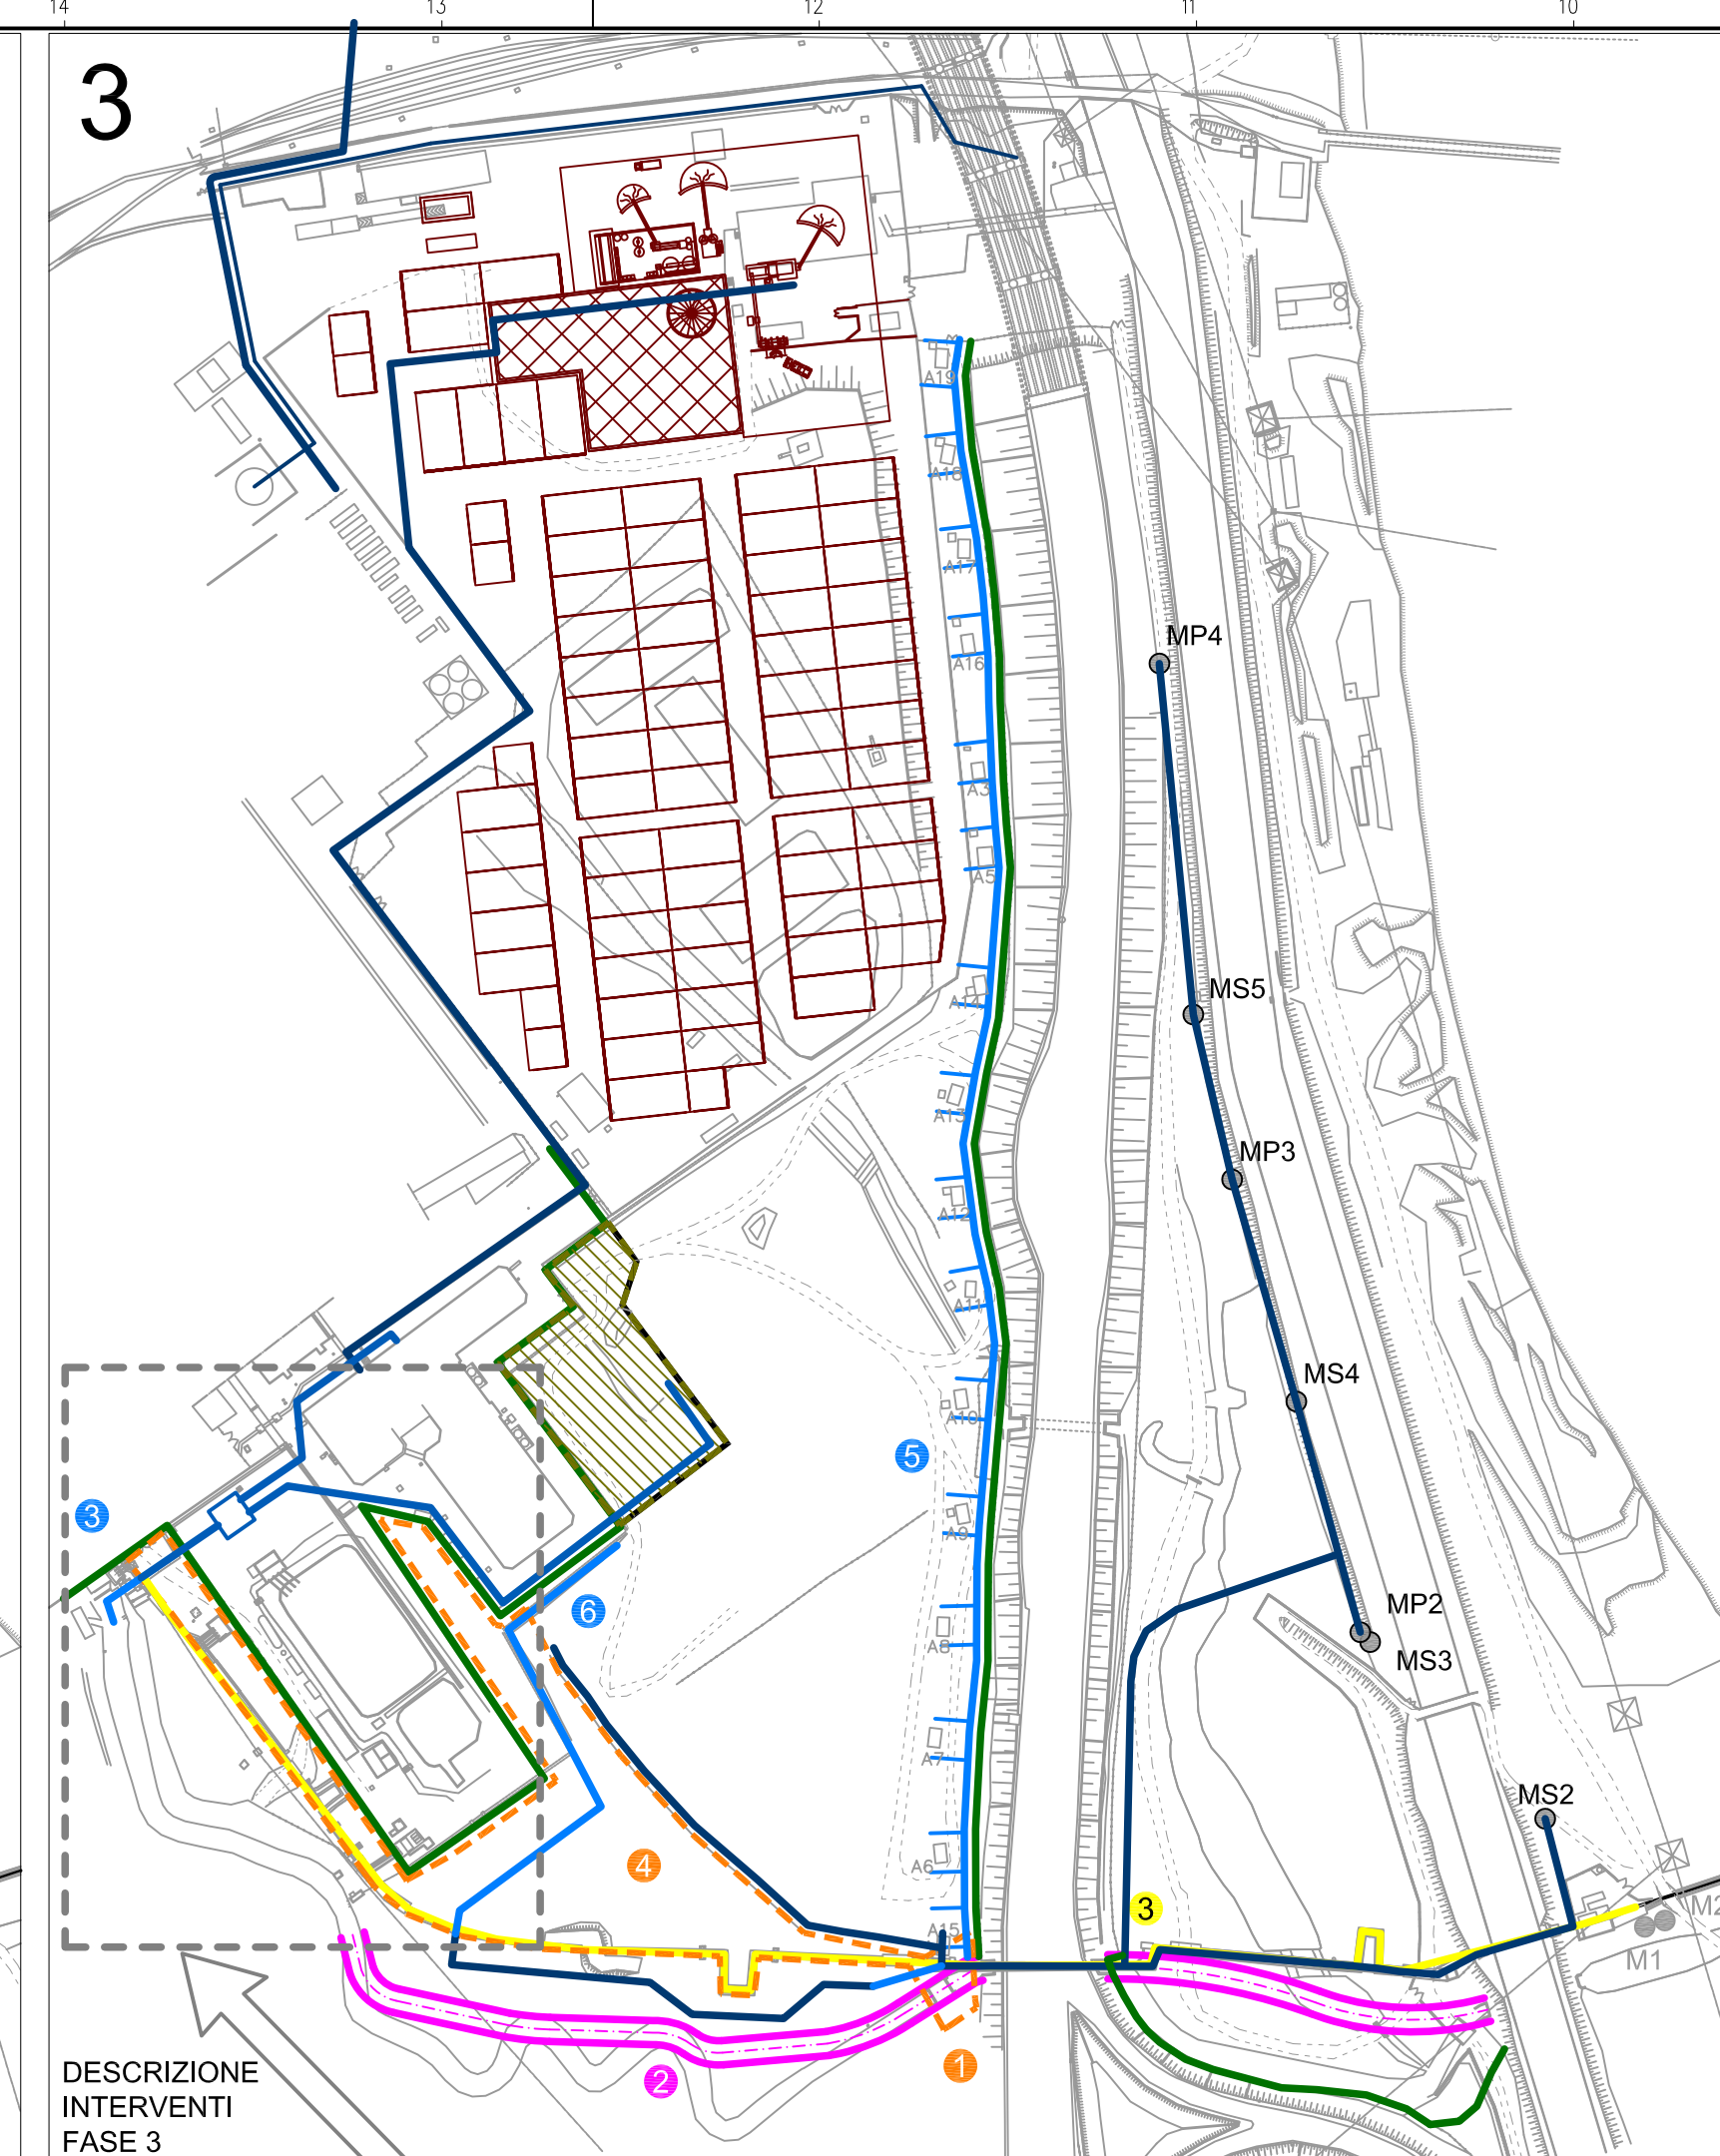 14 13 12 11 10
3
A19
A18
A17
MP4
A16
A3
A5
MS5
A14
A13
MP3
A12
A11
MS4
A10
5
3
A9
6
MP2
A8
MS3
A7
MS2
4
A6
3
A15
M2
M1
DESCRIZIONE
INTERVENTI
FASE 3
1
2